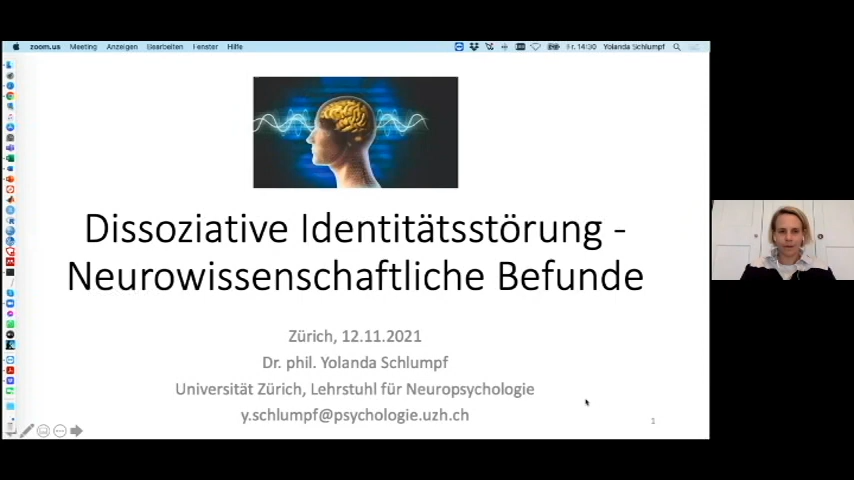 zoom.us Meeting Anzeigen Bearbeiten Fenster Hilfe Fr. 14:30 Yolanda Schlumpf
Dissoziative Identitätsstörung -
Neurowissenschaftliche Befunde
Zürich, 12.11.2021
Dr. phil. Yolanda Schlumpf
Universität Zürich, Lehrstuhl für Neuropsychologie
y.schlumpf@psychologie.uzh.ch
1